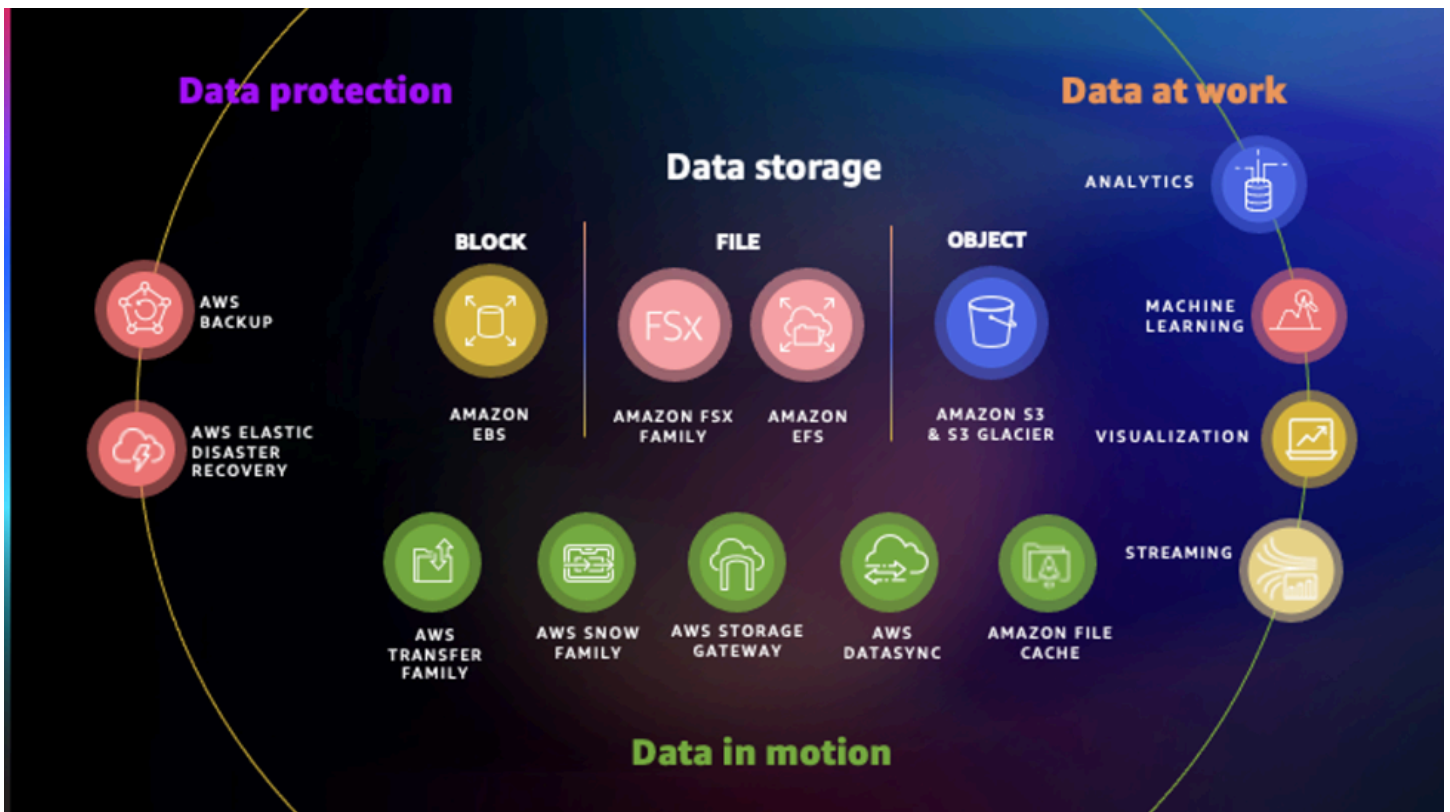 Data protection
Data at work
Data storage
ANALYTICS
BLOCK
FILE
OBJECT
AWS
BACKUP
FSx
MACHINE
LEARNING
AMAZON
EBS
AMAZON FSX
FAMILY
AMAZON
EFS
AMAZON S3
& S3 GLACIER
VISUALIZATION
AWS ELASTIC
DISASTER
RECOVERY
STREAMING
AWS
TRANSFER
FAMILY
AWS SNOW
FAMILY
AWS STORAGE
GATEWAY
AWS
DATASYNC
AMAZON FILE
CACHE
Data in motion